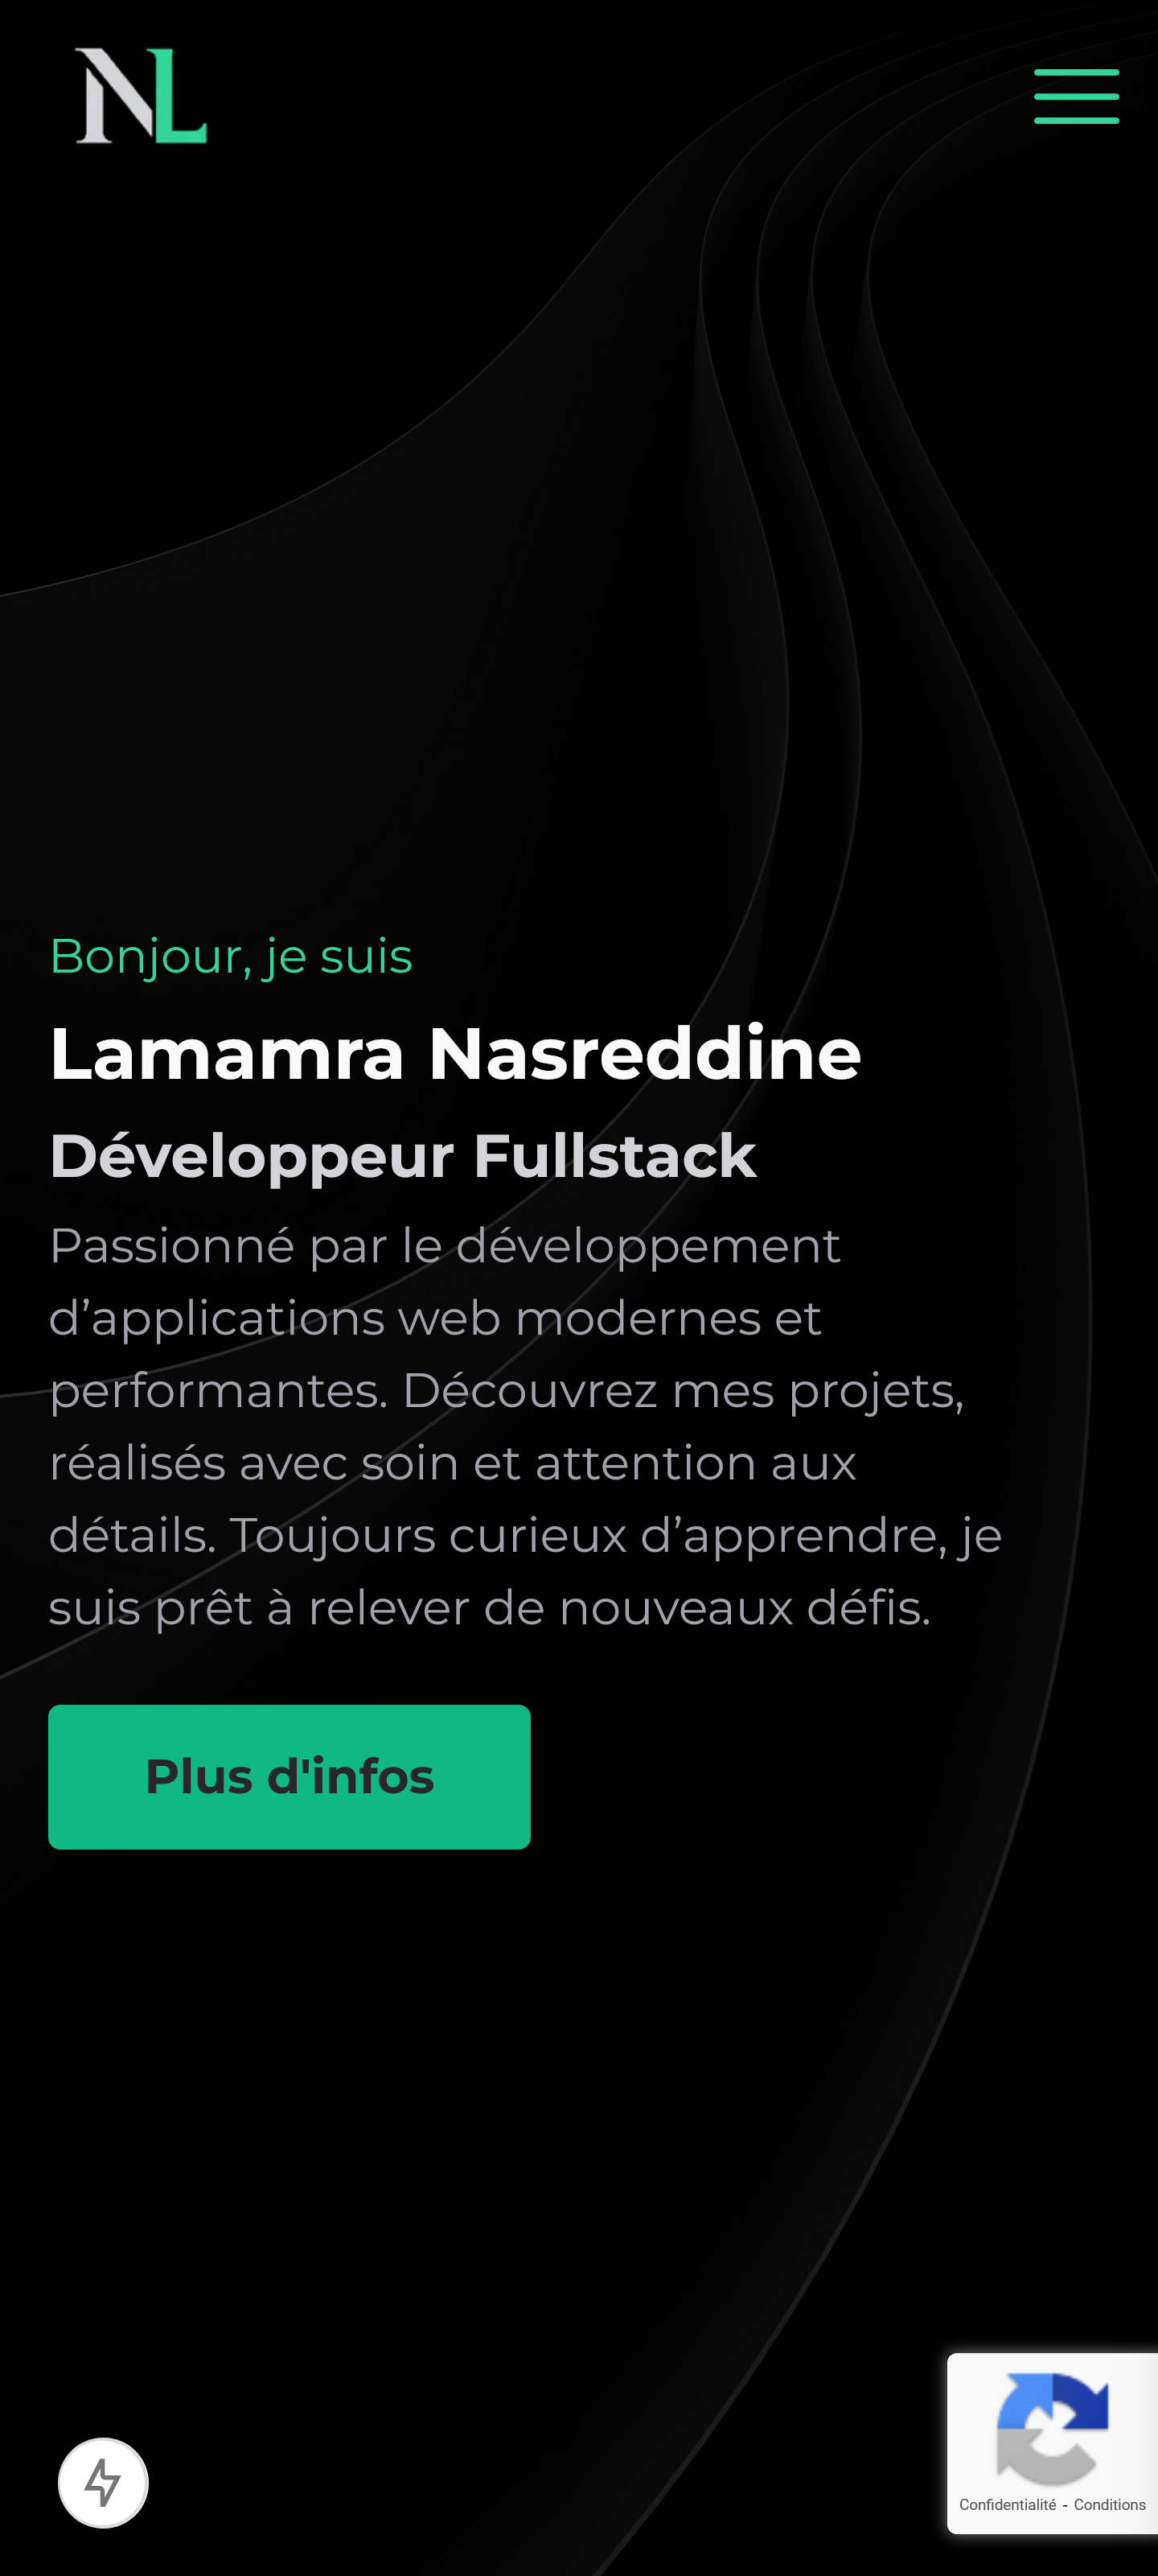 NL
Bonjour, je suis
Lamamra Nasreddine
Développeur Fullstack
Passionné par le développement
d’applications web modernes et
performantes. Découvrez mes projets,
réalisés avec soin et attention aux
détails. Toujours curieux d’apprendre, je
suis prêt à relever de nouveaux défis.
Plus d'infos
Confidentialité - Conditions